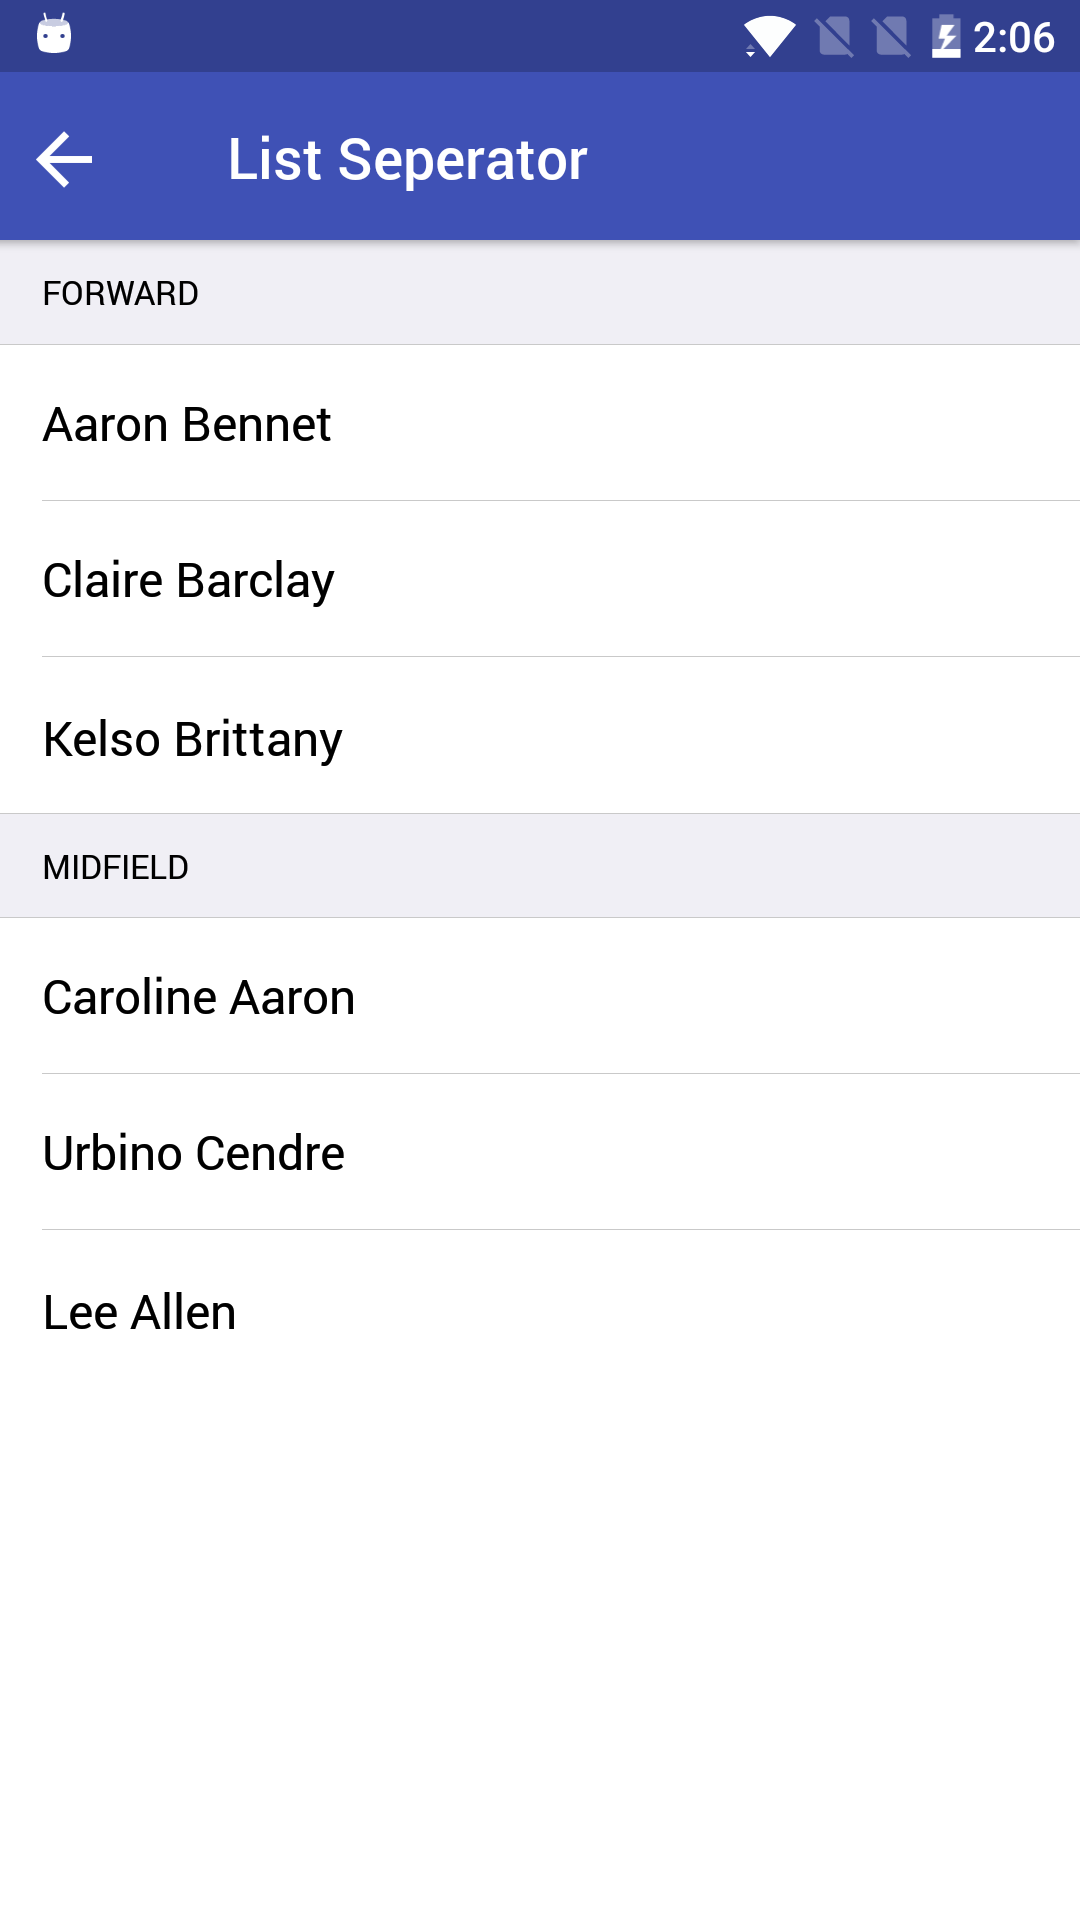 2:06
List Seperator
FORWARD
Aaron Bennet
Claire Barclay
Kelso Brittany
MIDFIELD
Caroline Aaron
Urbino Cendre
Lee Allen